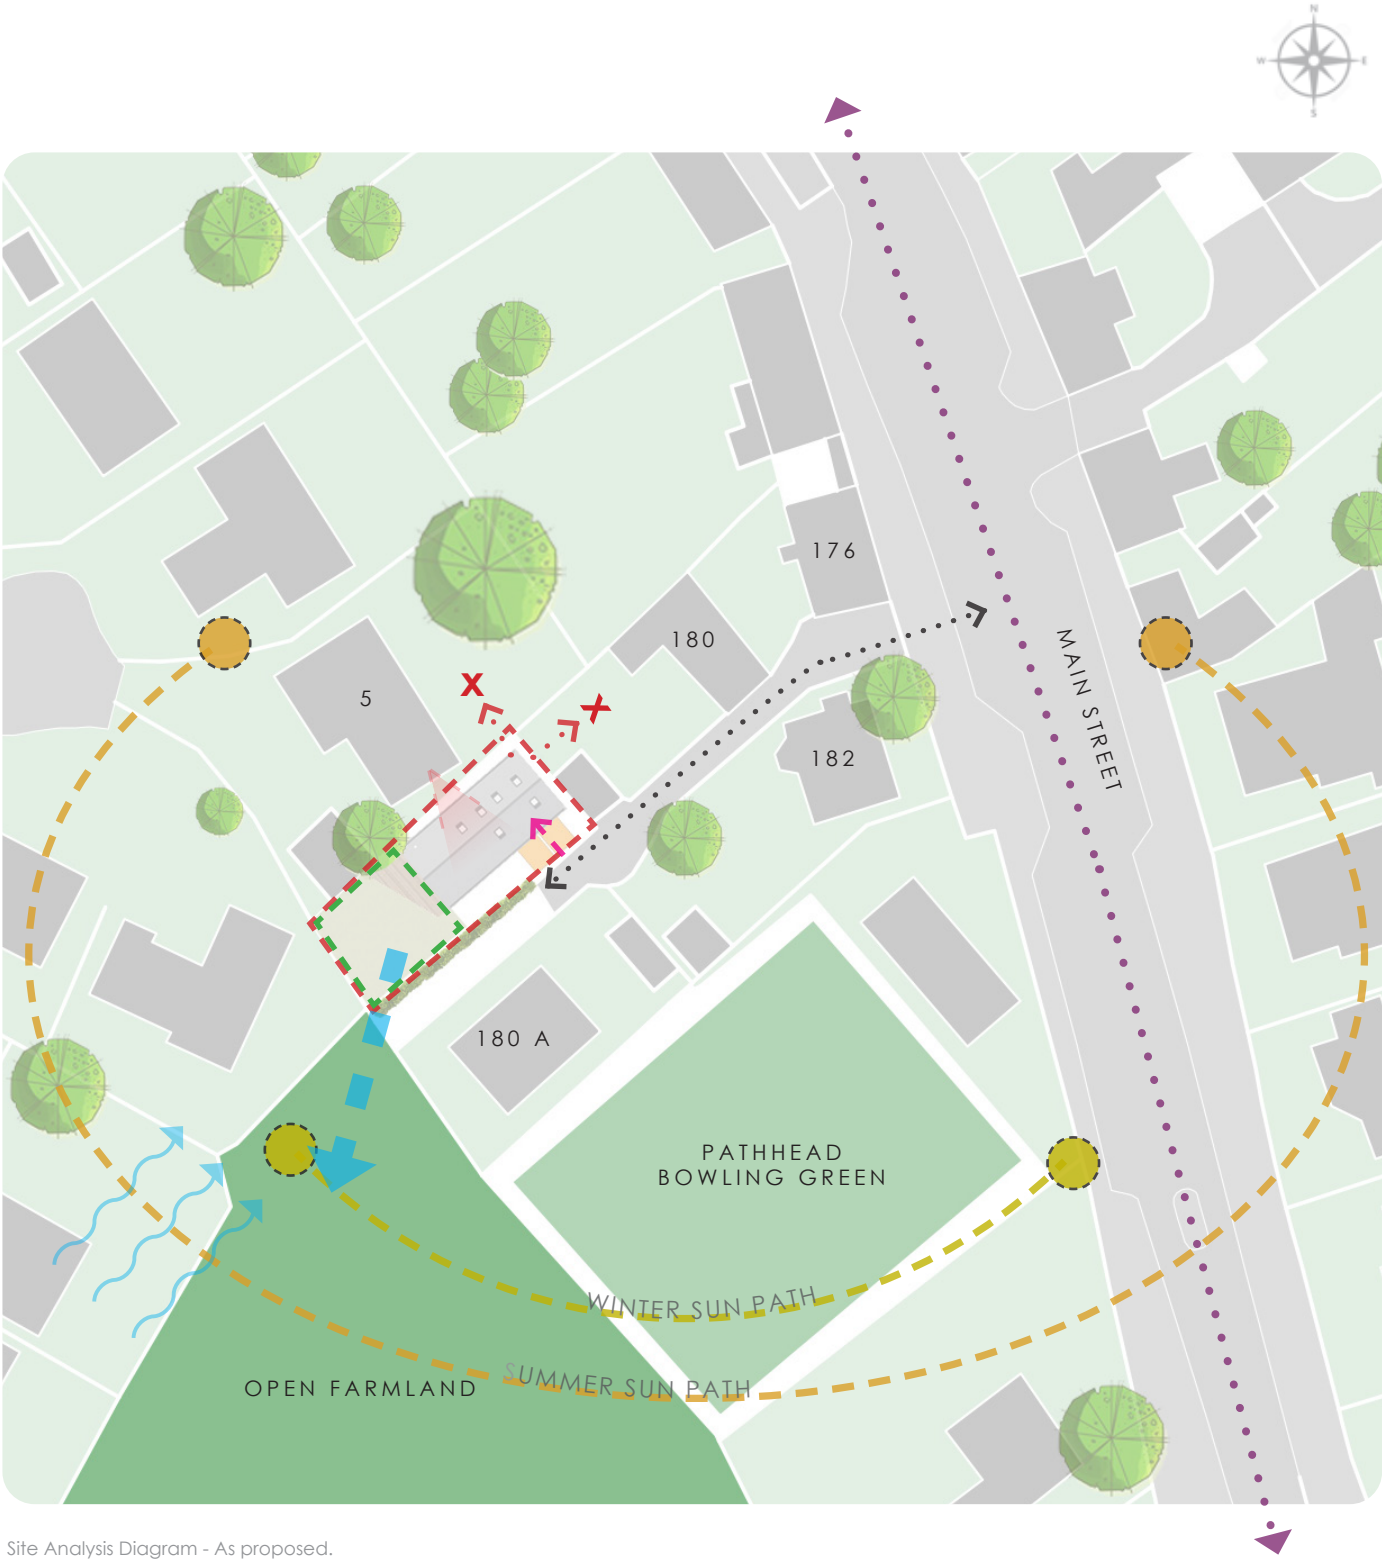 N
W E
S
176
180
5
X
X
182
MAIN STREET
180 A
PATHHEAD
BOWLING GREEN
WINTER SUN PATH
SUMMER SUN PATH
OPEN FARMLAND
Site Analysis Diagram - As proposed.